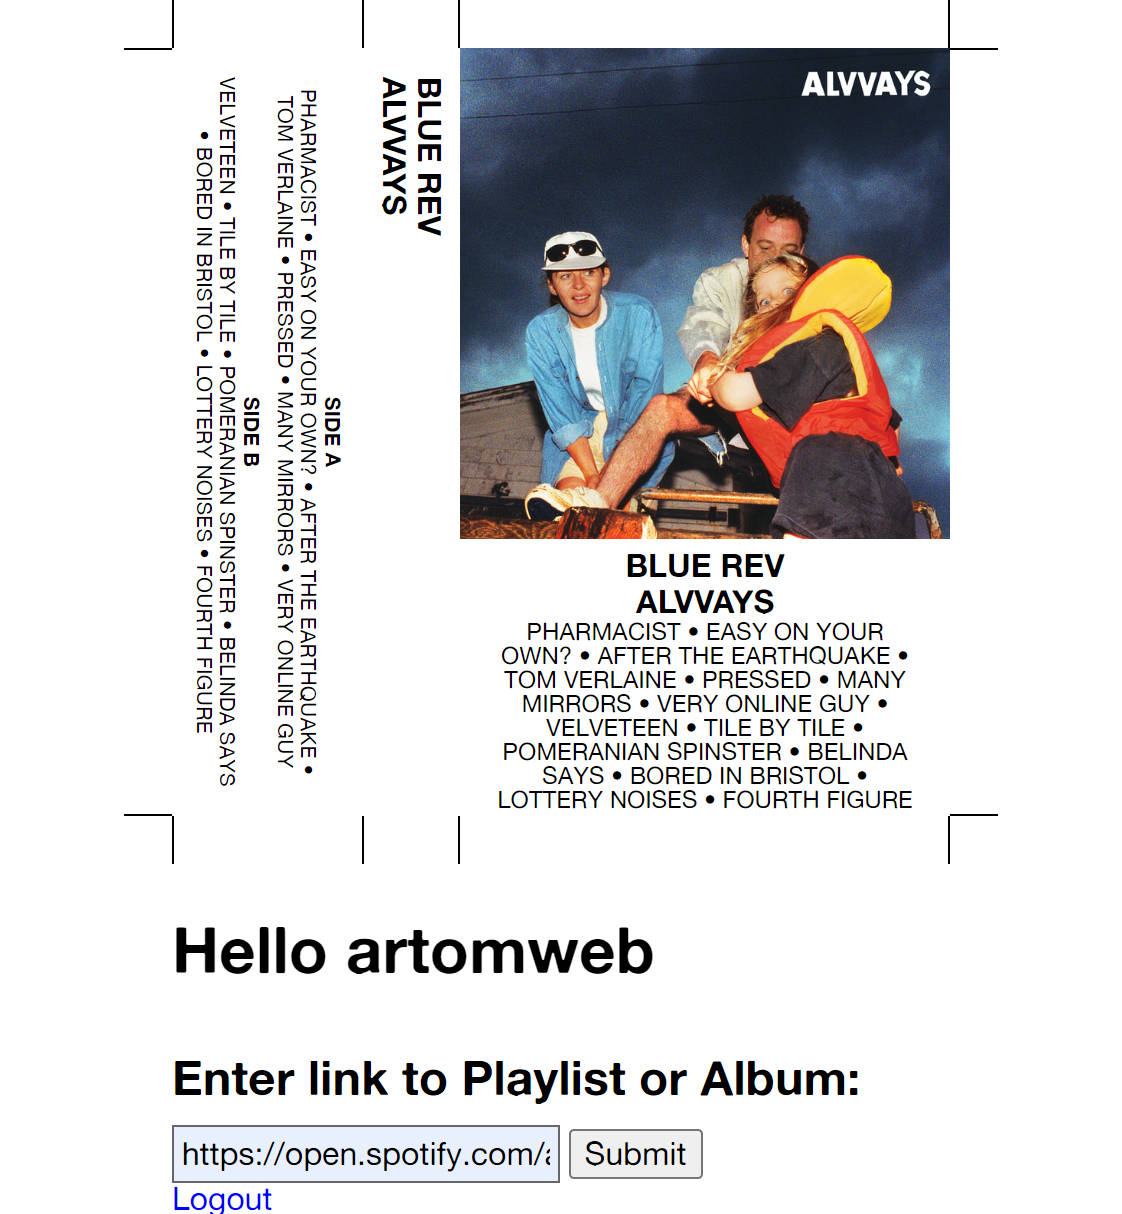 SIDE A
PHARMACIST • EASY ON YOUR OWN? • AFTER THE EARTHQUAKE •
TOM VERLAINE • PRESSED • MANY MIRRORS • VERY ONLINE GUY
SIDE B
VELVETEEN • TILE BY TILE • POMERANIAN SPINSTER • BELINDA SAYS
• BORED IN BRISTOL • LOTTERY NOISES • FOURTH FIGURE
BLUE REV
ALVVAYS
ALVVAYS
BLUE REV
ALVVAYS
PHARMACIST • EASY ON YOUR
OWN? • AFTER THE EARTHQUAKE •
TOM VERLAINE • PRESSED • MANY
MIRRORS • VERY ONLINE GUY •
VELVETEEN • TILE BY TILE •
POMERANIAN SPINSTER • BELINDA
SAYS • BORED IN BRISTOL •
LOTTERY NOISES • FOURTH FIGURE
Hello artomweb
Enter link to Playlist or Album:
https://open.spotify.com/a
Submit
Logout